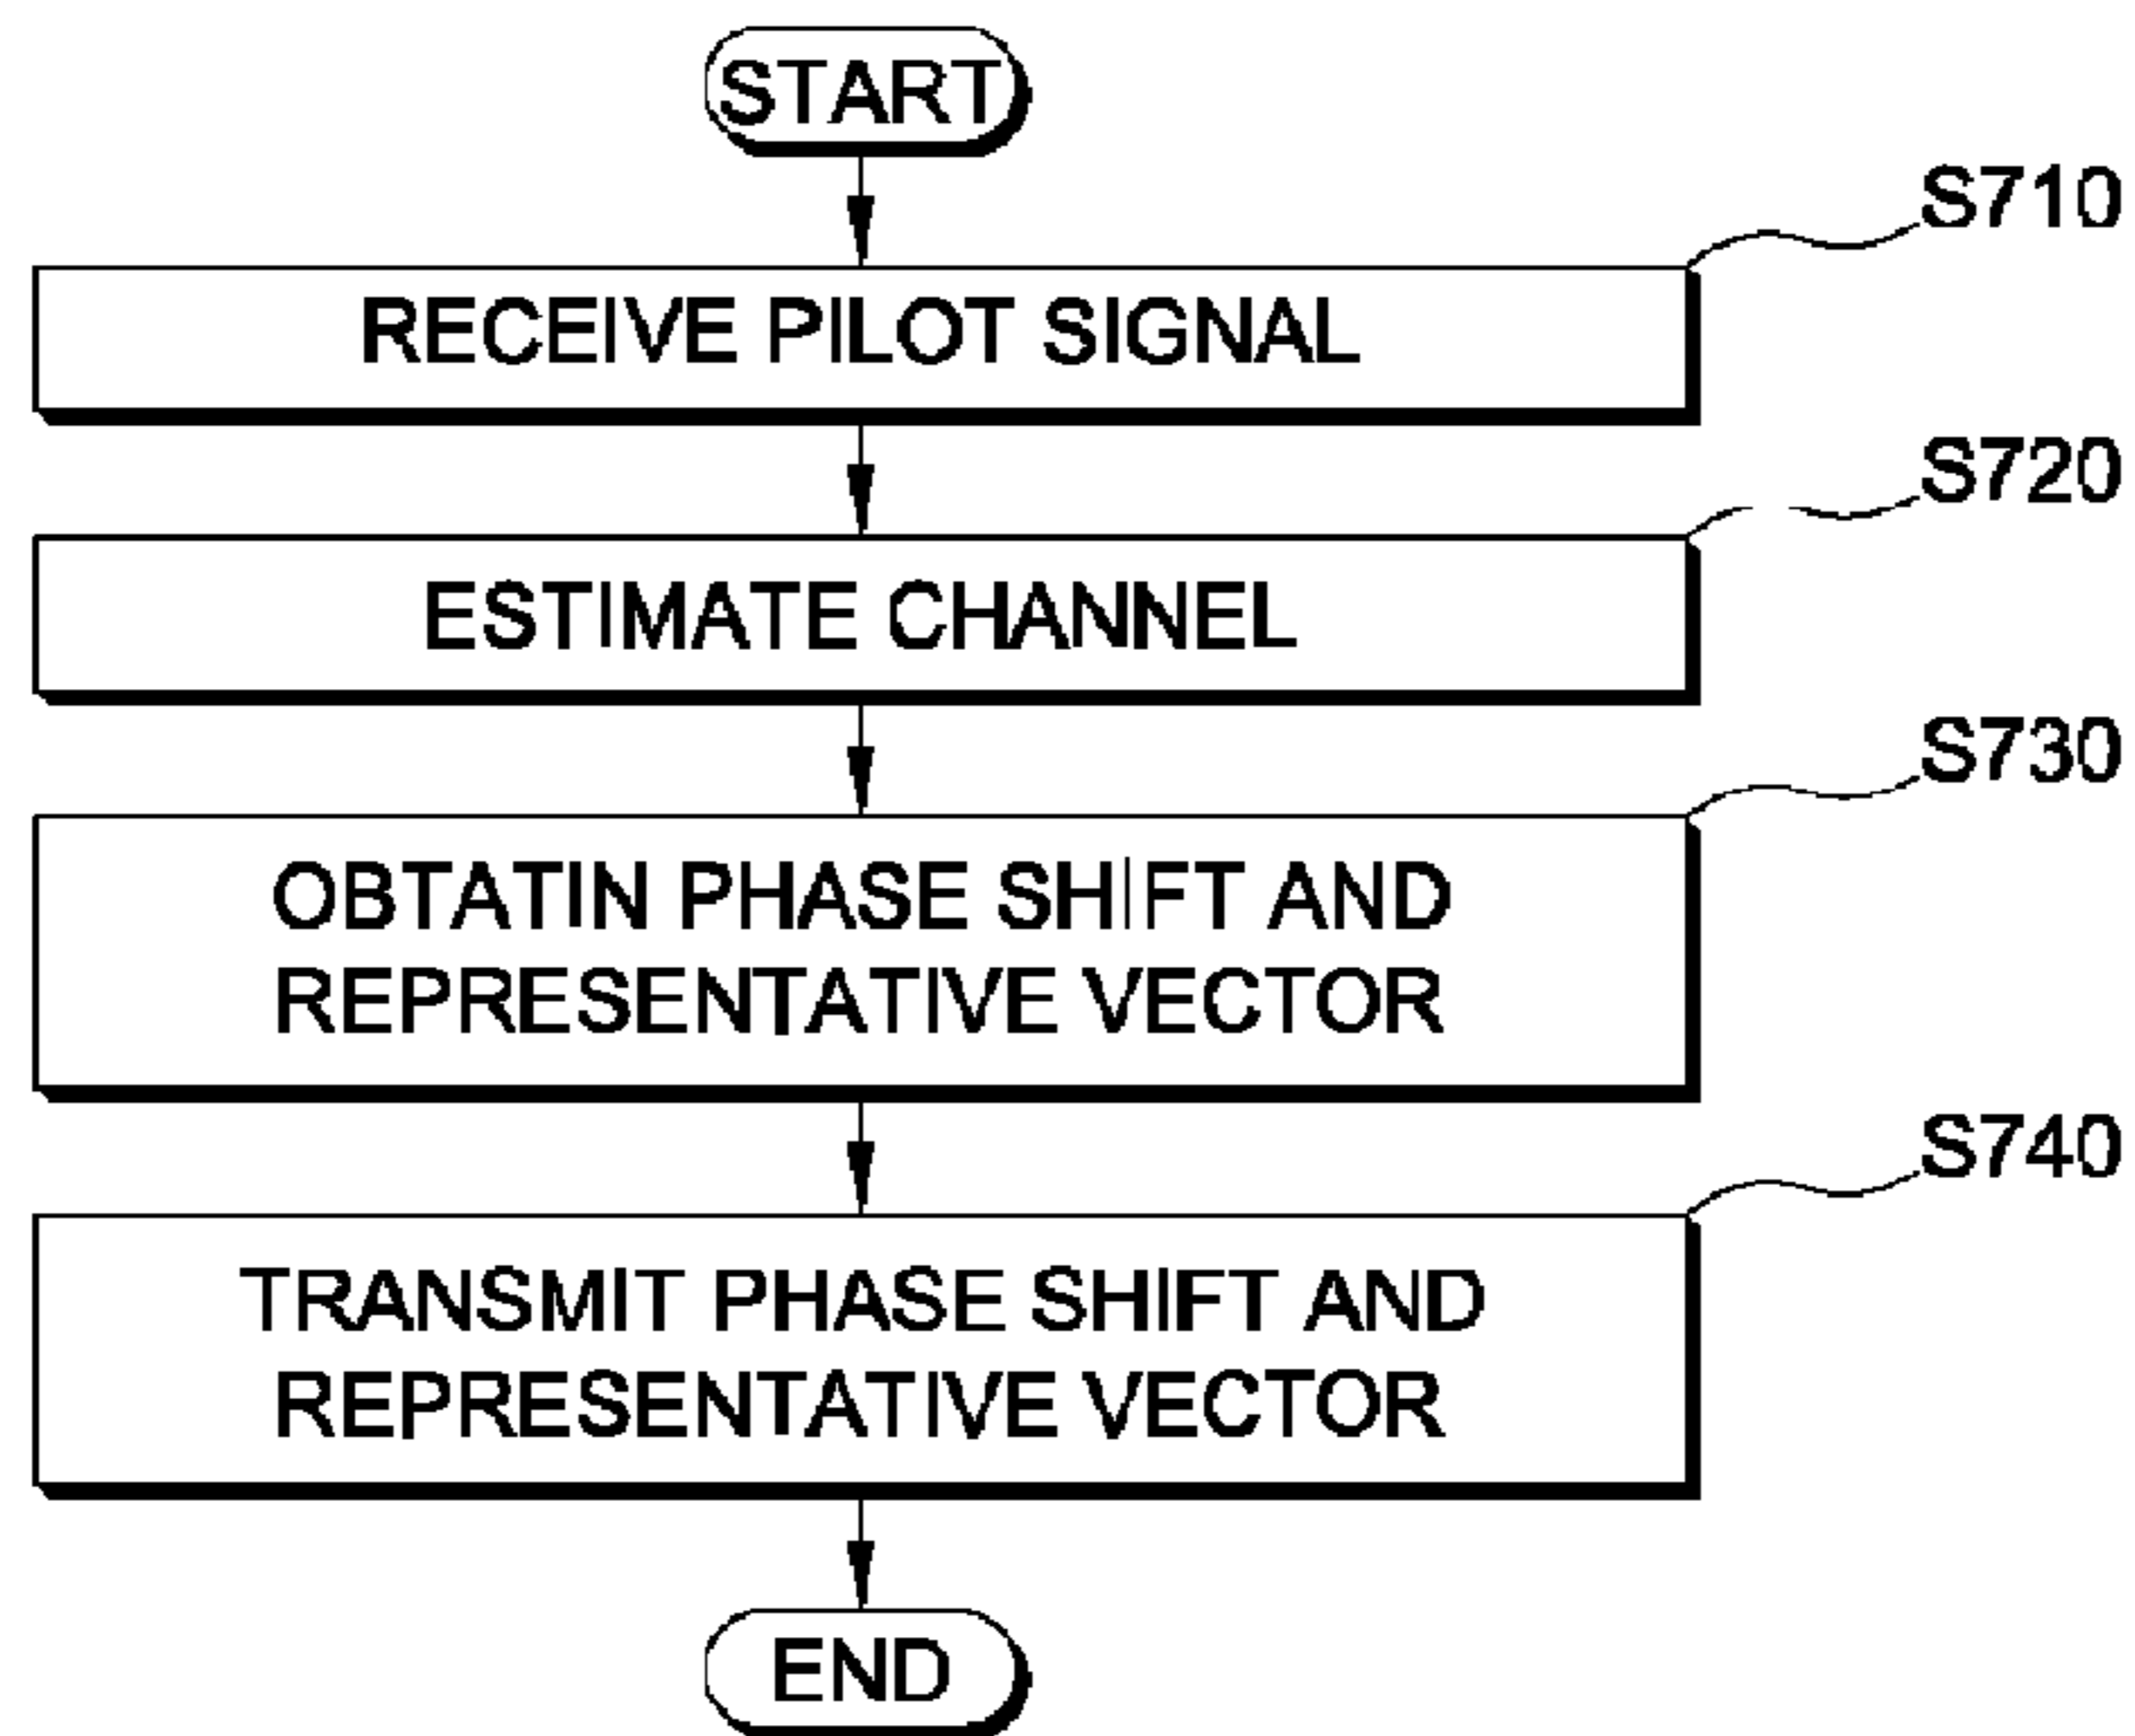 START
S710
RECEIVE PILOT SIGNAL
S720
ESTIMATE CHANNEL
S730
OBTATIN PHASE SHIFT AND
REPRESENTATIVE VECTOR
S740
TRANSMIT PHASE SHIFT AND
REPRESENTATIVE VECTOR
END